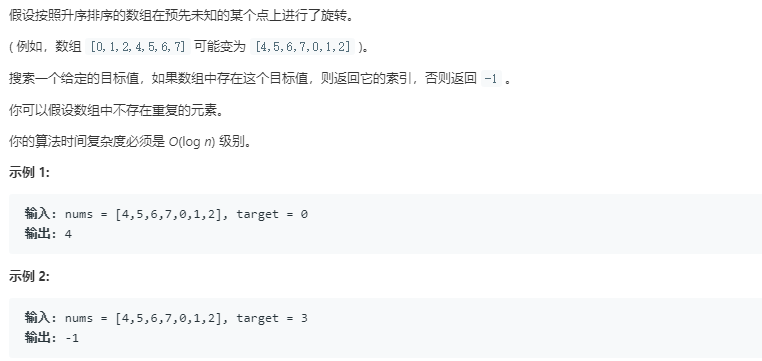 假设按照升序排序的数组在预先未知的某个点上进行了旋转。
( 例如，数组 [0,1,2,4,5,6,7] 可能变为 [4,5,6,7,0,1,2] )。
搜索一个给定的目标值，如果数组中存在这个目标值，则返回它的索引，否则返回 -1 。
你可以假设数组中不存在重复的元素。
你的算法时间复杂度必须是 O(log n) 级别。
示例 1:
输入: nums = [4,5,6,7,0,1,2], target = 0
输出: 4
示例 2:
输入: nums = [4,5,6,7,0,1,2], target = 3
输出: -1